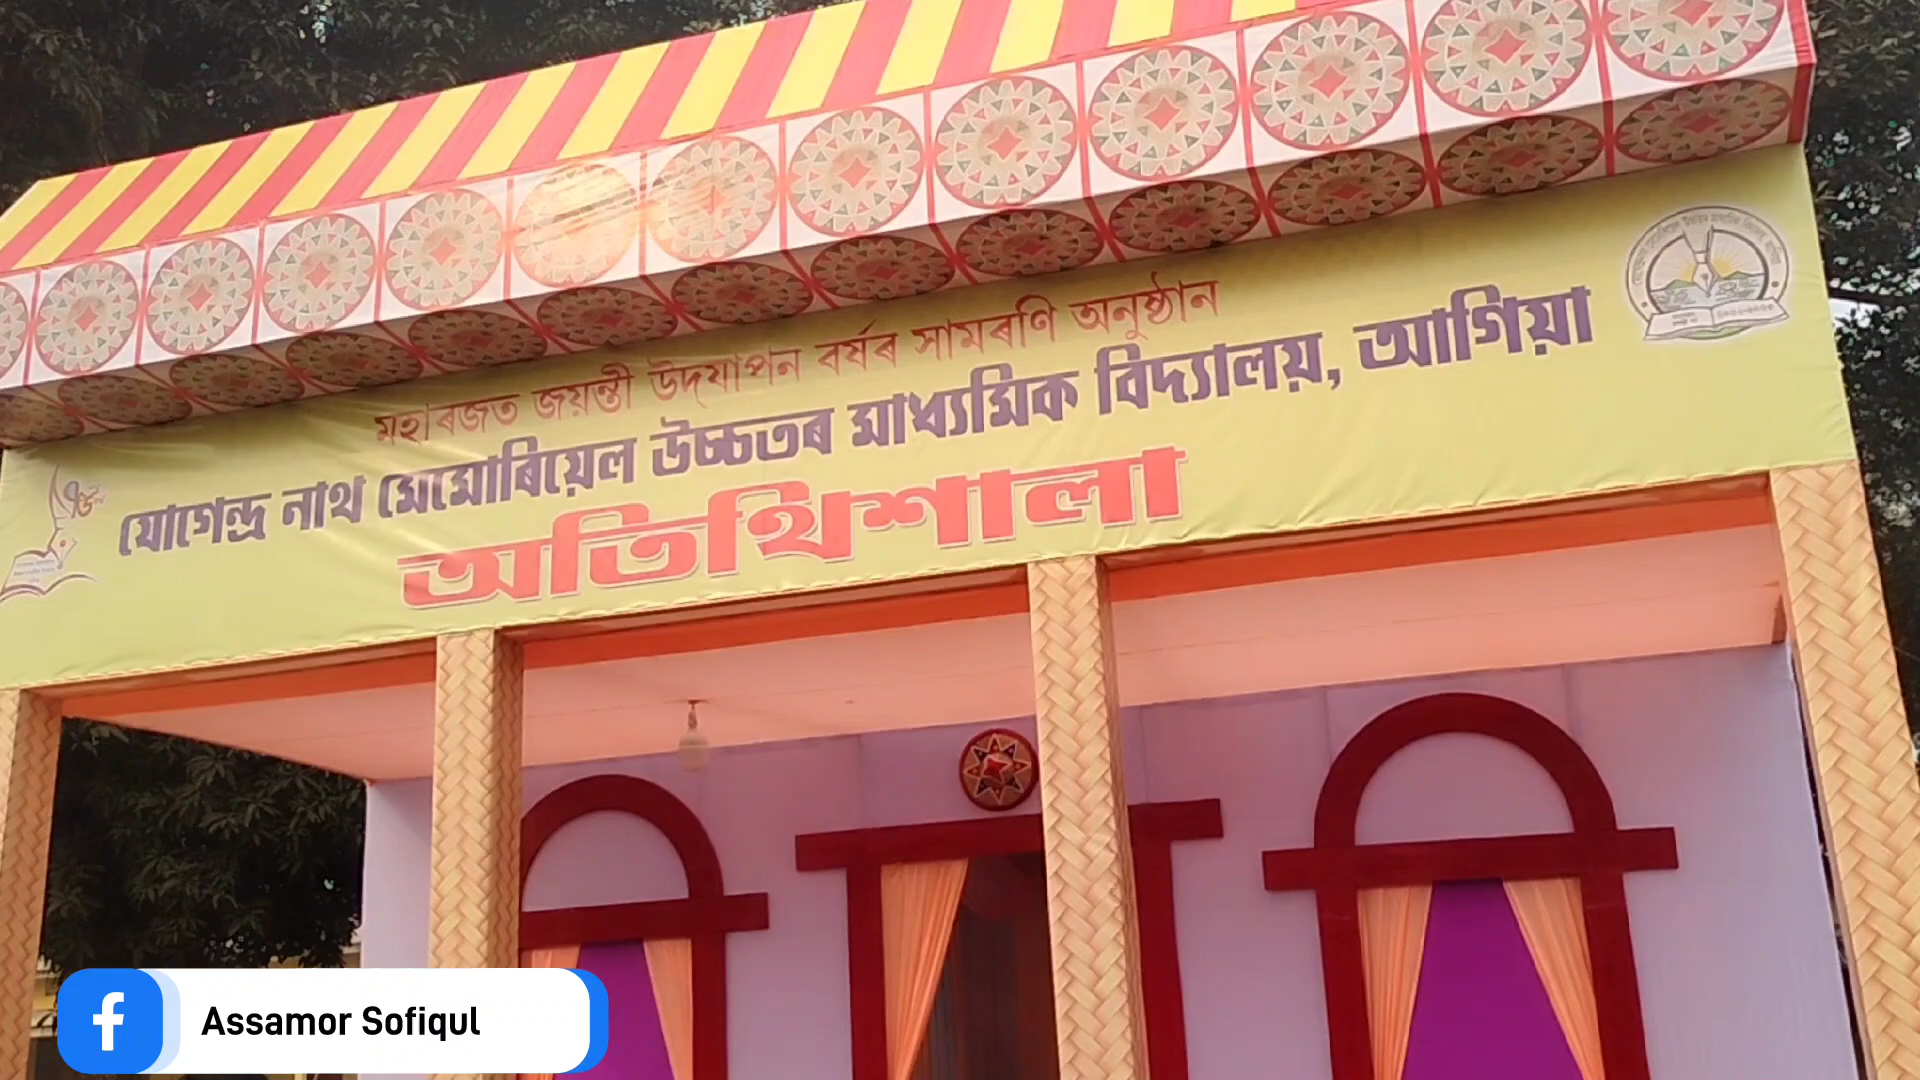 মহাৰজত জয়ন্তী উদ্‌যাপন বৰ্ষৰ সামৰণি অনুষ্ঠান
যোগেন্দ্ৰ নাথ মেমোৰিয়েল উচ্চতৰ মাধ্যমিক বিদ্যালয়, আগিয়া
অতিথিশালা
Assamor Sofiqul